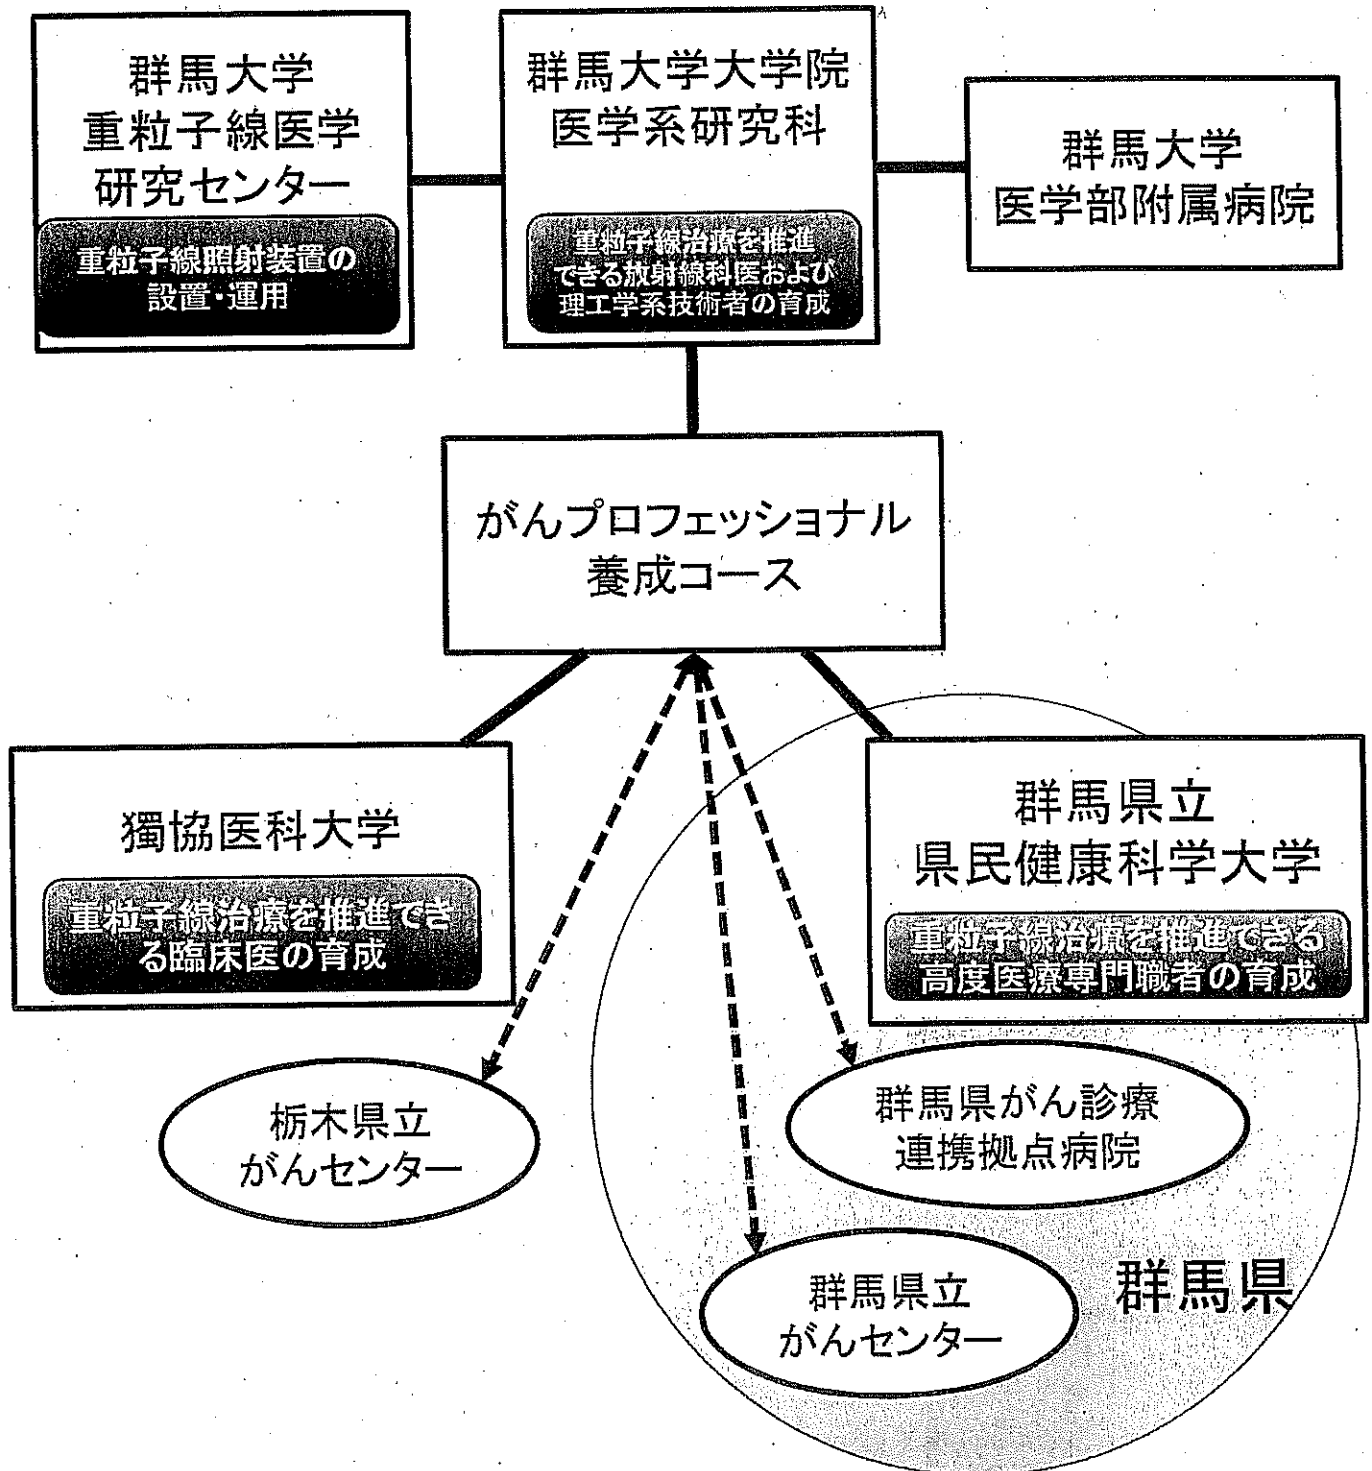 群馬大学
重粒子線医学
研究センター
重粒子線照射装置の
設置・運用
群馬大学大学院
医学系研究科
重粒子線治療を推進
できる放射線科医および
理工学系技術者の育成
群馬大学
医学部附属病院
がんプロフェッショナル
養成コース
獨協医科大学
重粒子線治療を推進でき
る臨床医の育成
群馬県立
県民健康科学大学
重粒子線治療を推進できる
高度医療専門職者の育成
栃木県立
がんセンター
群馬県がん診療
連携拠点病院
群馬県立
がんセンター
群馬県